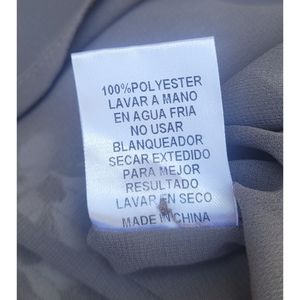 100%POLYESTER
LAVAR A MANO
EN AGUA FRIA
NO USAR
BLANQUEADOR
SECAR EXTEDIDO
PARA MEJOR
RESULTADO
LAVAR EN SECO
MADE IN CHINA